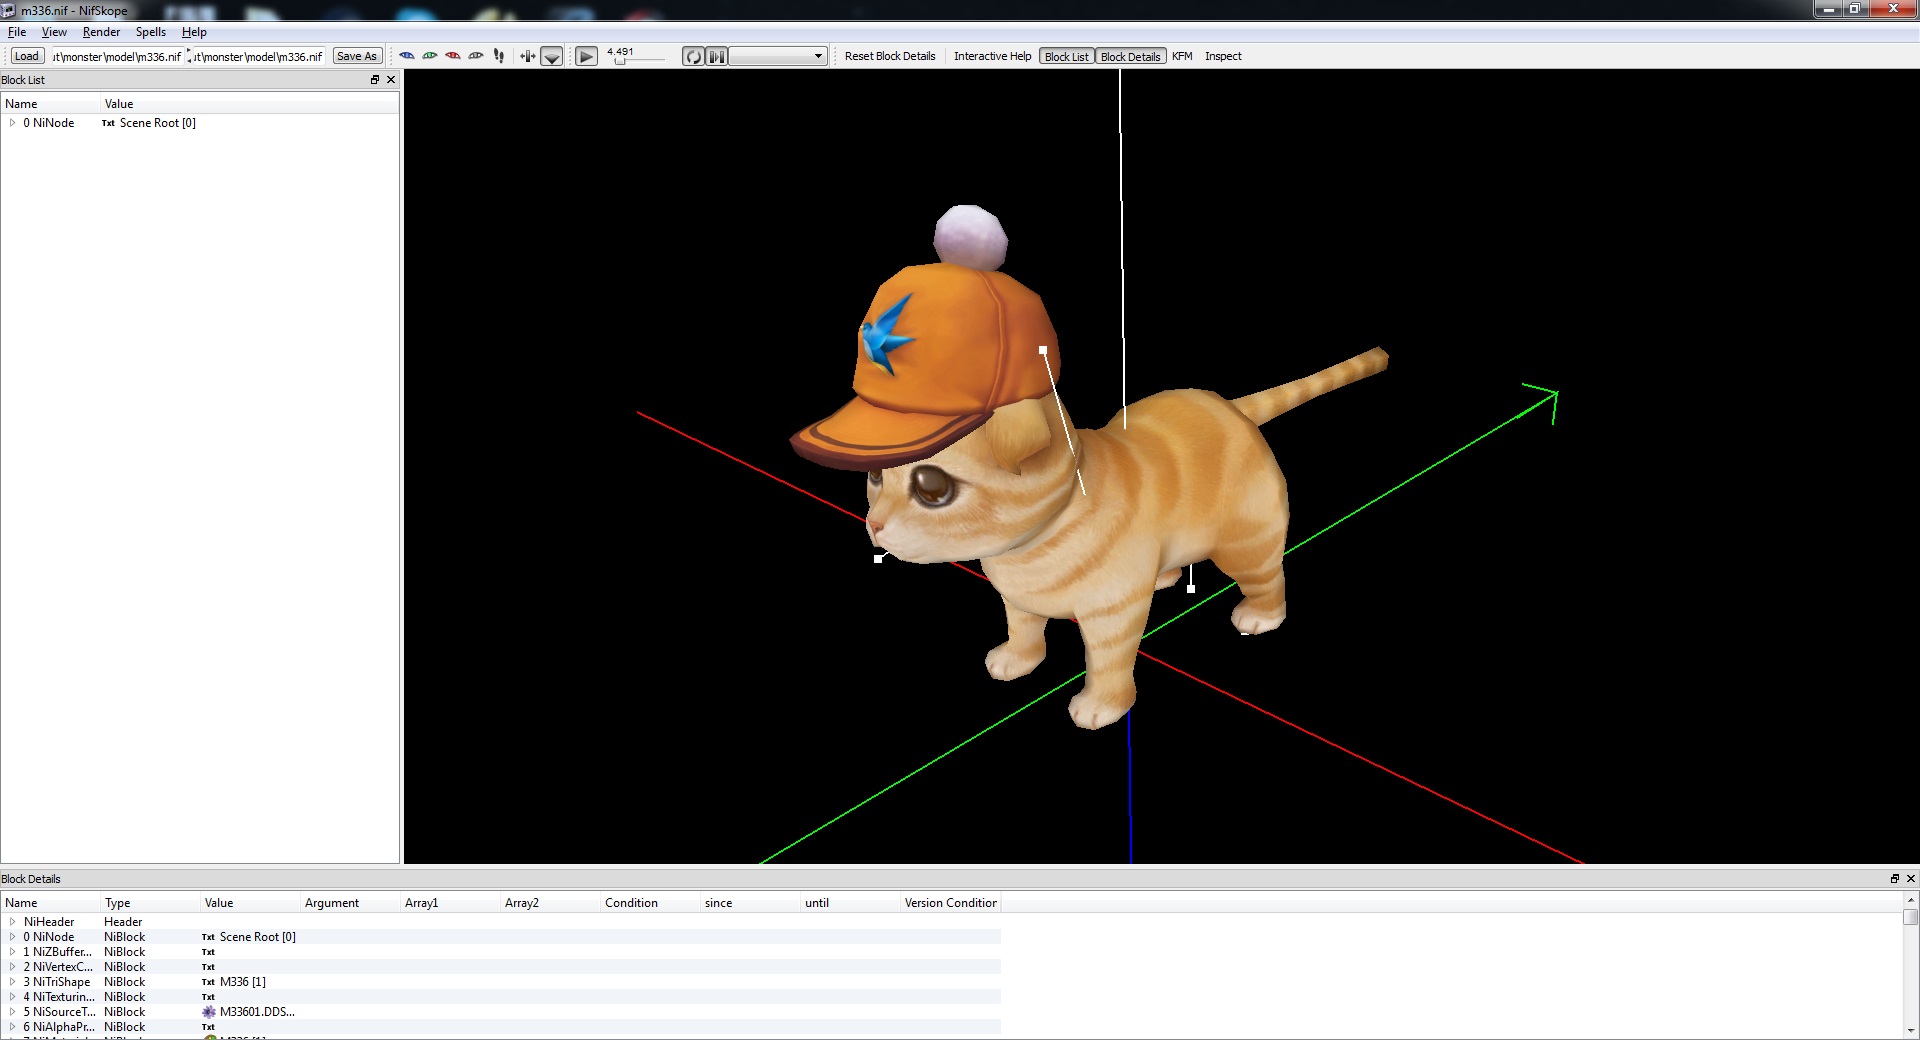 m336.nif - NifSkope
File View Render Spells Help
Load ut\monster\model\m336.nif ut\monster\model\m336.nif Save As 4.491 Reset Block Details Interactive Help Block List Block Details KFM Inspect
Block List
Name Value
0 NiNode Txt Scene Root [0]
Block Details
Name Type Value Argument Array1 Array2 Condition since until Version Condition
NiHeader Header
0 NiNode NiBlock Txt Scene Root [0]
1 NiZBuffer... NiBlock Txt
2 NiVertexC... NiBlock Txt
3 NiTriShape NiBlock Txt M336 [1]
4 NiTexturin... NiBlock Txt
5 NiSourceT... NiBlock M33601.DDS...
6 NiAlphaPr... NiBlock Txt